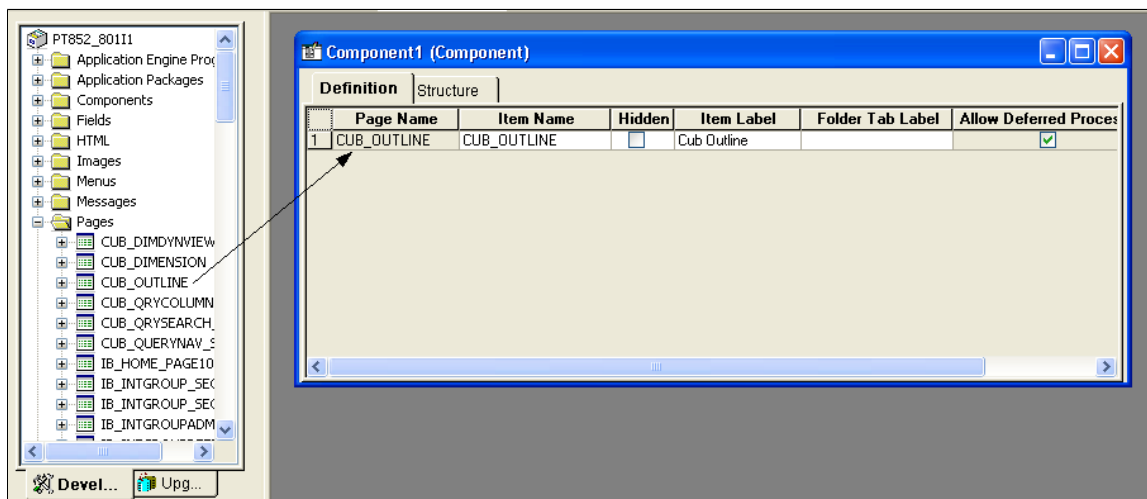 PT852_801I1
Application Engine Prog
Application Packages
Components
Fields
HTML
Images
Menus
Messages
Pages
CUB_DIMDYNVIEW
CUB_DIMENSION
CUB_OUTLINE
CUB_QRYCOLUMN
CUB_QRYSEARCH_
CUB_QUERYNAV_S
IB_HOME_PAGE10
IB_INTGROUP_SEC
IB_INTGROUP_SEC
IB_INTGROUPADM
Devel... Upg...
Component1 (Component)
Definition Structure
Page Name Item Name Hidden Item Label Folder Tab Label Allow Deferred Proces
1 CUB_OUTLINE CUB_OUTLINE Cub Outline